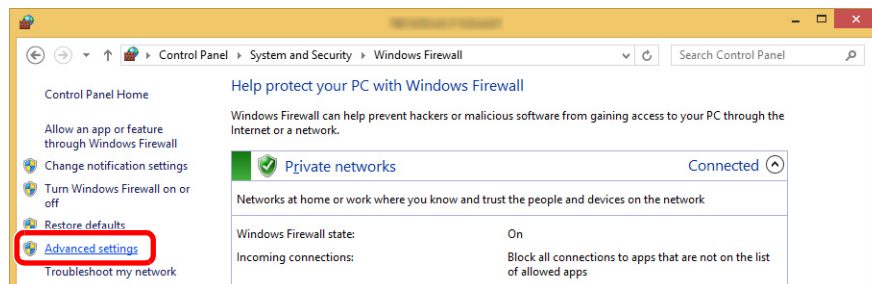 Control Panel ▸ System and Security ▸ Windows Firewall
Search Control Panel
Control Panel Home
Allow an app or feature
through Windows Firewall
Change notification settings
Turn Windows Firewall on or
off
Restore defaults
Advanced settings
Troubleshoot my network
Help protect your PC with Windows Firewall
Windows Firewall can help prevent hackers or malicious software from gaining access to your PC through the
Internet or a network.
Private networks
Connected
Networks at home or work where you know and trust the people and devices on the network
Windows Firewall state:
On
Incoming connections:
Block all connections to apps that are not on the list
of allowed apps